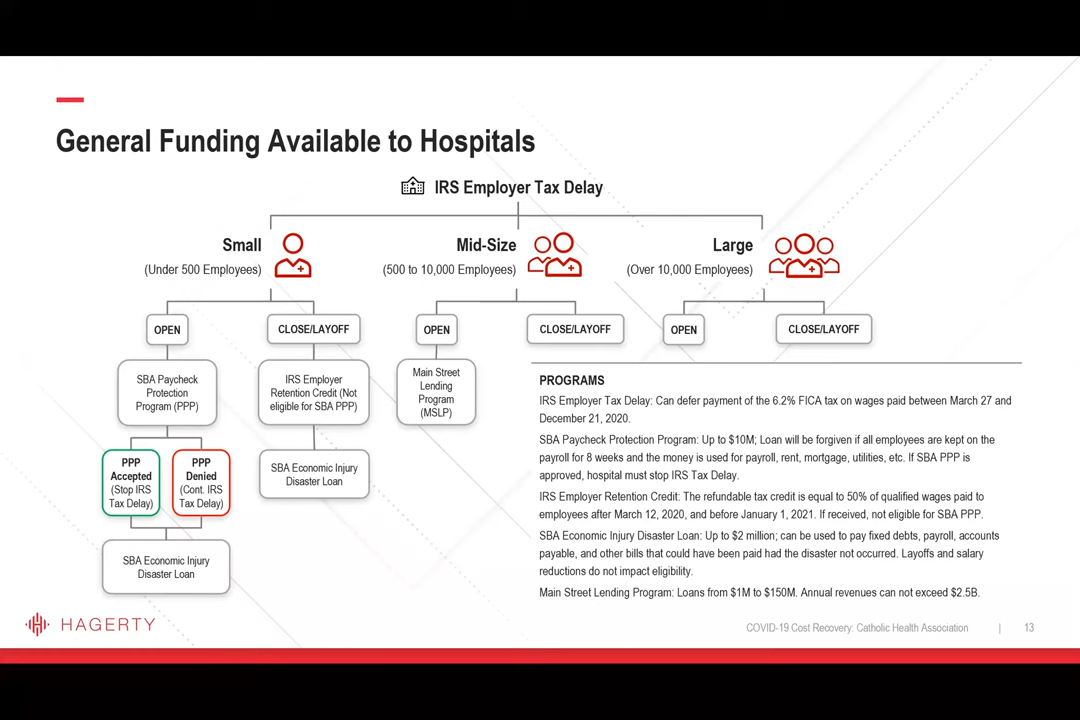 General Funding Available to Hospitals
IRS Employer Tax Delay
Small
(Under 500 Employees)
Mid-Size
(500 to 10,000 Employees)
Large
(Over 10,000 Employees)
OPEN
CLOSE/LAYOFF
OPEN
CLOSE/LAYOFF
OPEN
CLOSE/LAYOFF
SBA Paycheck
Protection
Program (PPP)
IRS Employer
Retention Credit (Not
eligible for SBA PPP)
Main Street
Lending
Program
(MSLP)
PPP
Accepted
(Stop IRS
Tax Delay)
PPP
Denied
(Cont. IRS
Tax Delay)
SBA Economic Injury
Disaster Loan
SBA Economic Injury
Disaster Loan
PROGRAMS
IRS Employer Tax Delay: Can defer payment of the 6.2% FICA tax on wages paid between March 27 and
December 21, 2020.
SBA Paycheck Protection Program: Up to $10M; Loan will be forgiven if all employees are kept on the
payroll for 8 weeks and the money is used for payroll, rent, mortgage, utilities, etc. If SBA PPP is
approved, hospital must stop IRS Tax Delay.
IRS Employer Retention Credit: The refundable tax credit is equal to 50% of qualified wages paid to
employees after March 12, 2020, and before January 1, 2021. If received, not eligible for SBA PPP.
SBA Economic Injury Disaster Loan: Up to $2 million; can be used to pay fixed debts, payroll, accounts
payable, and other bills that could have been paid had the disaster not occurred. Layoffs and salary
reductions do not impact eligibility.
Main Street Lending Program: Loans from $1M to $150M. Annual revenues can not exceed $2.5B.
HAGERTY
COVID-19 Cost Recovery: Catholic Health Association | 13